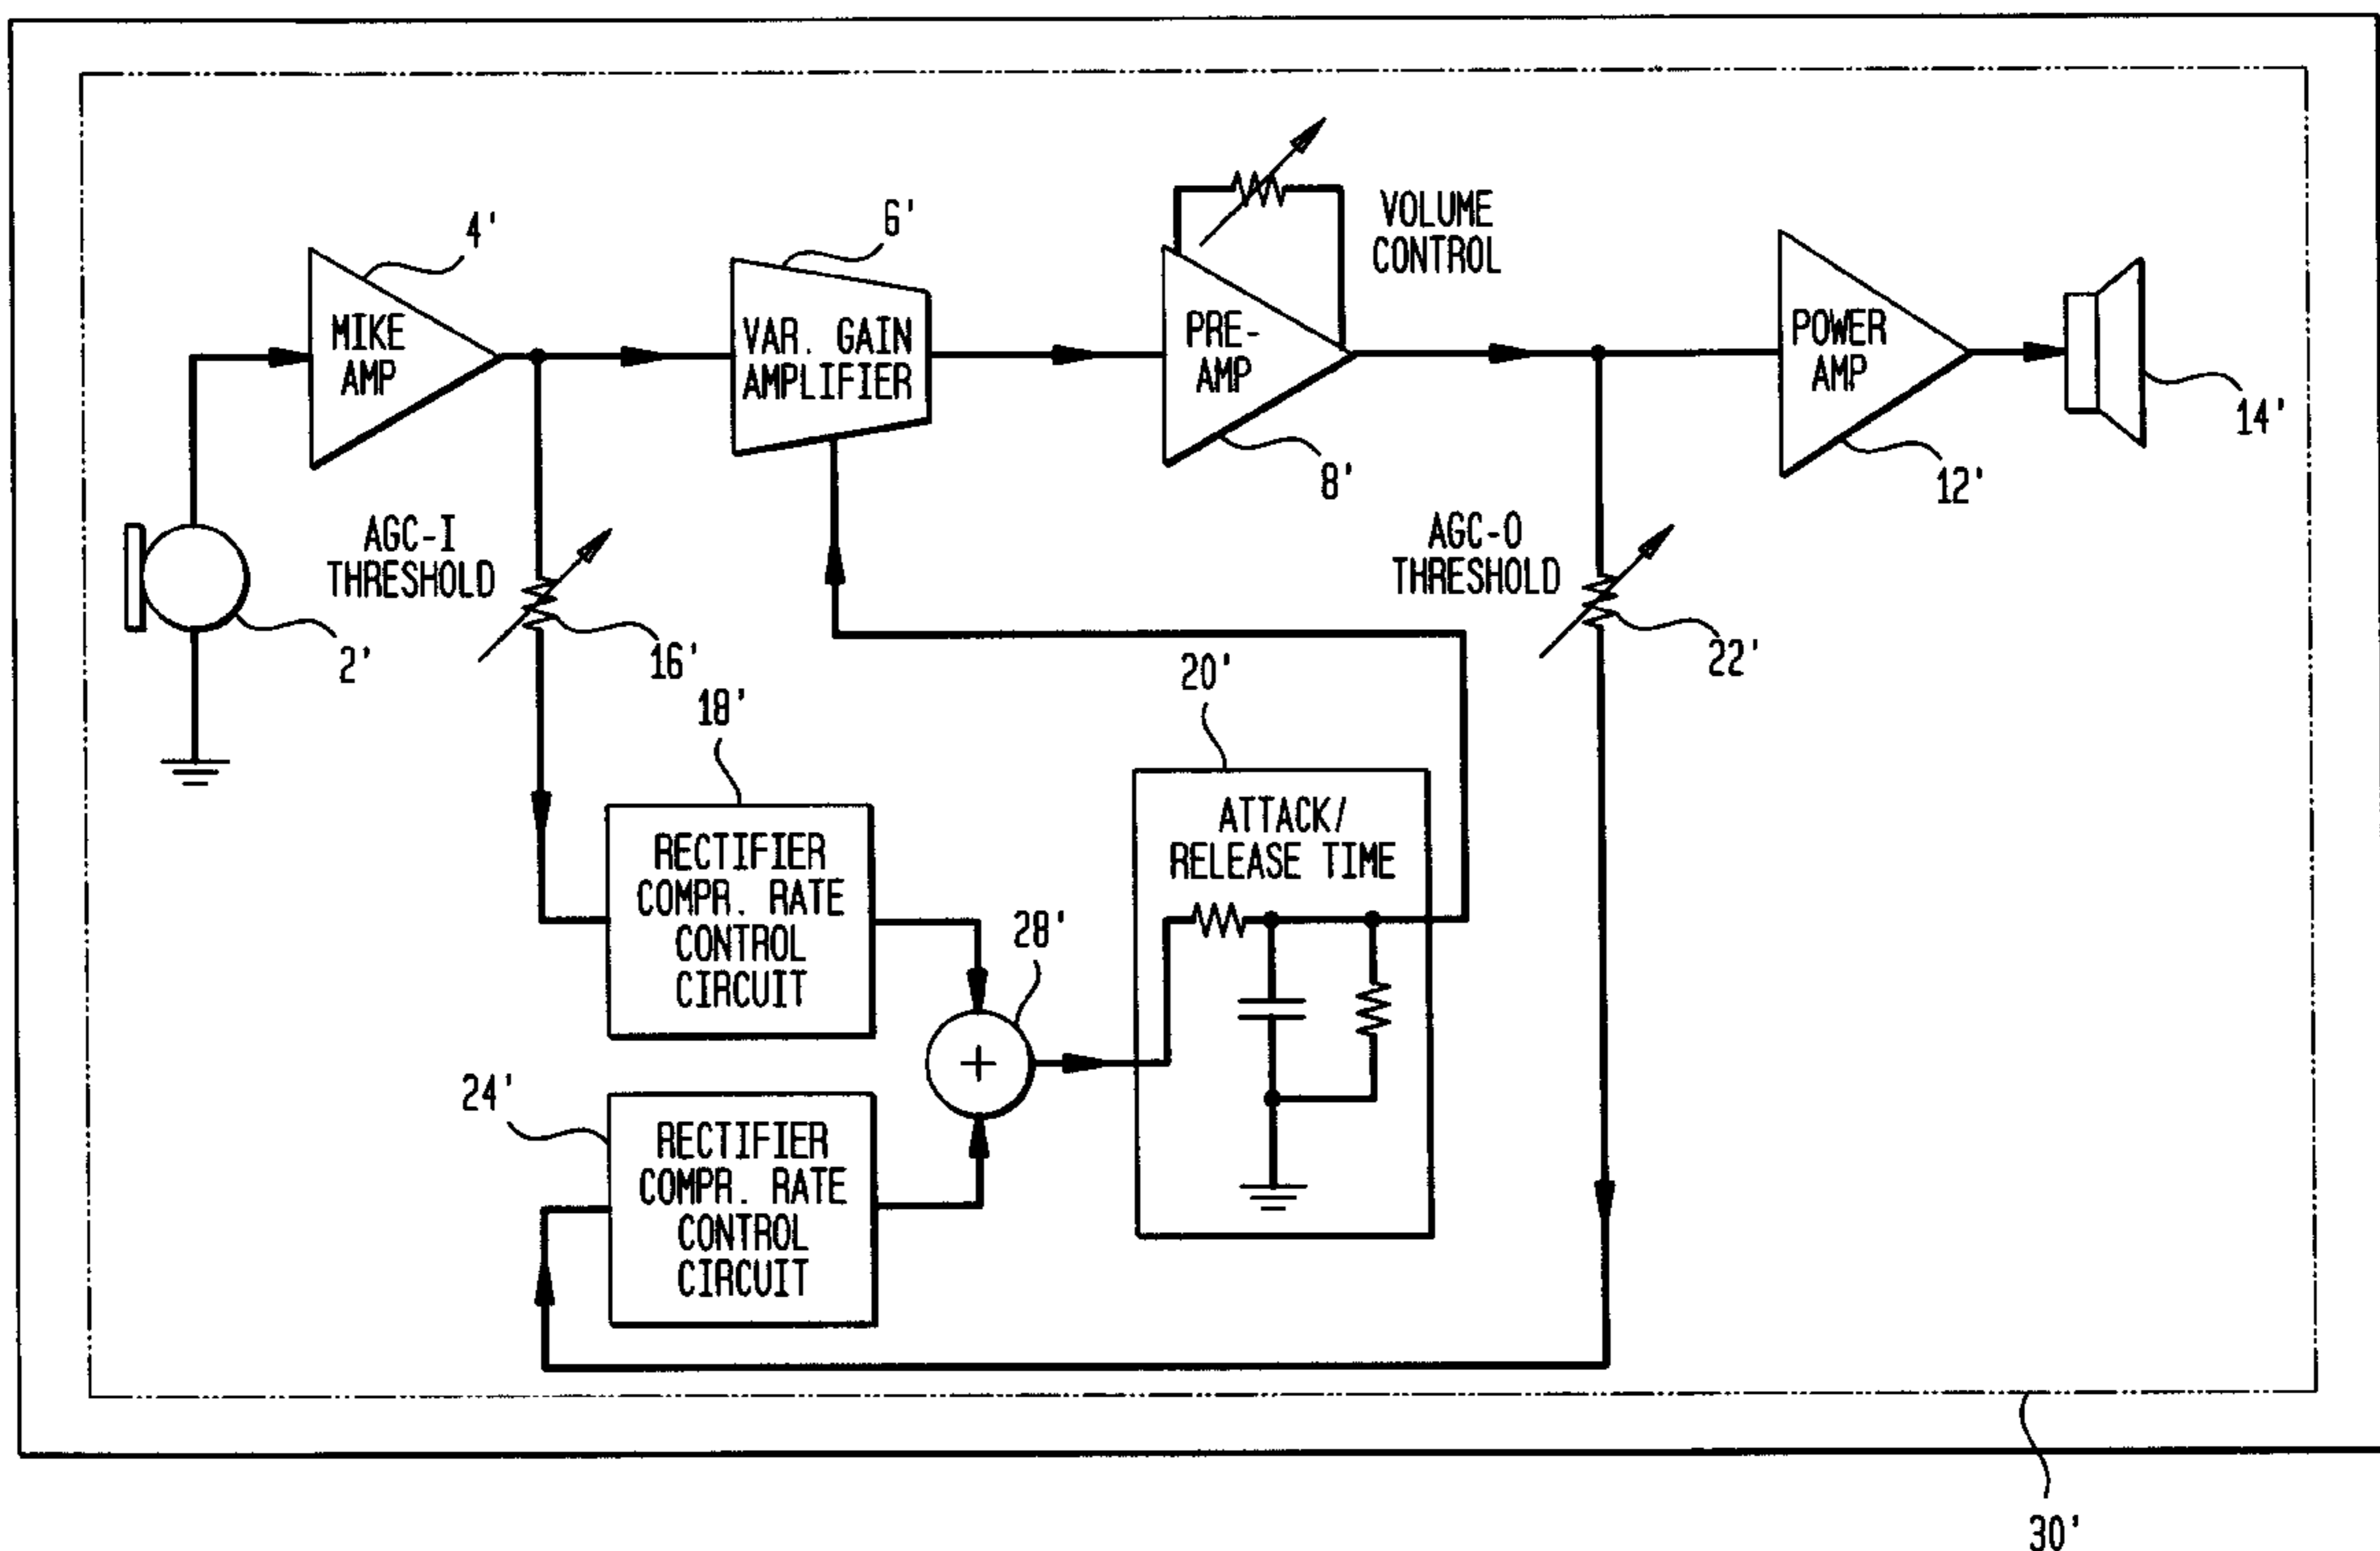 4'
6'
VOLUME
CONTROL
MIKE
AMP
VAR. GAIN
AMPLIFIER
PRE-
AMP
POWER
AMP
14'
8'
12'
AGC-I
THRESHOLD
AGC-O
THRESHOLD
2'
16'
22'
20'
18'
ATTACK/
RELEASE TIME
RECTIFIER
COMPR. RATE
CONTROL
CIRCUIT
28'
24'
RECTIFIER
COMPR. RATE
CONTROL
CIRCUIT
+
30'